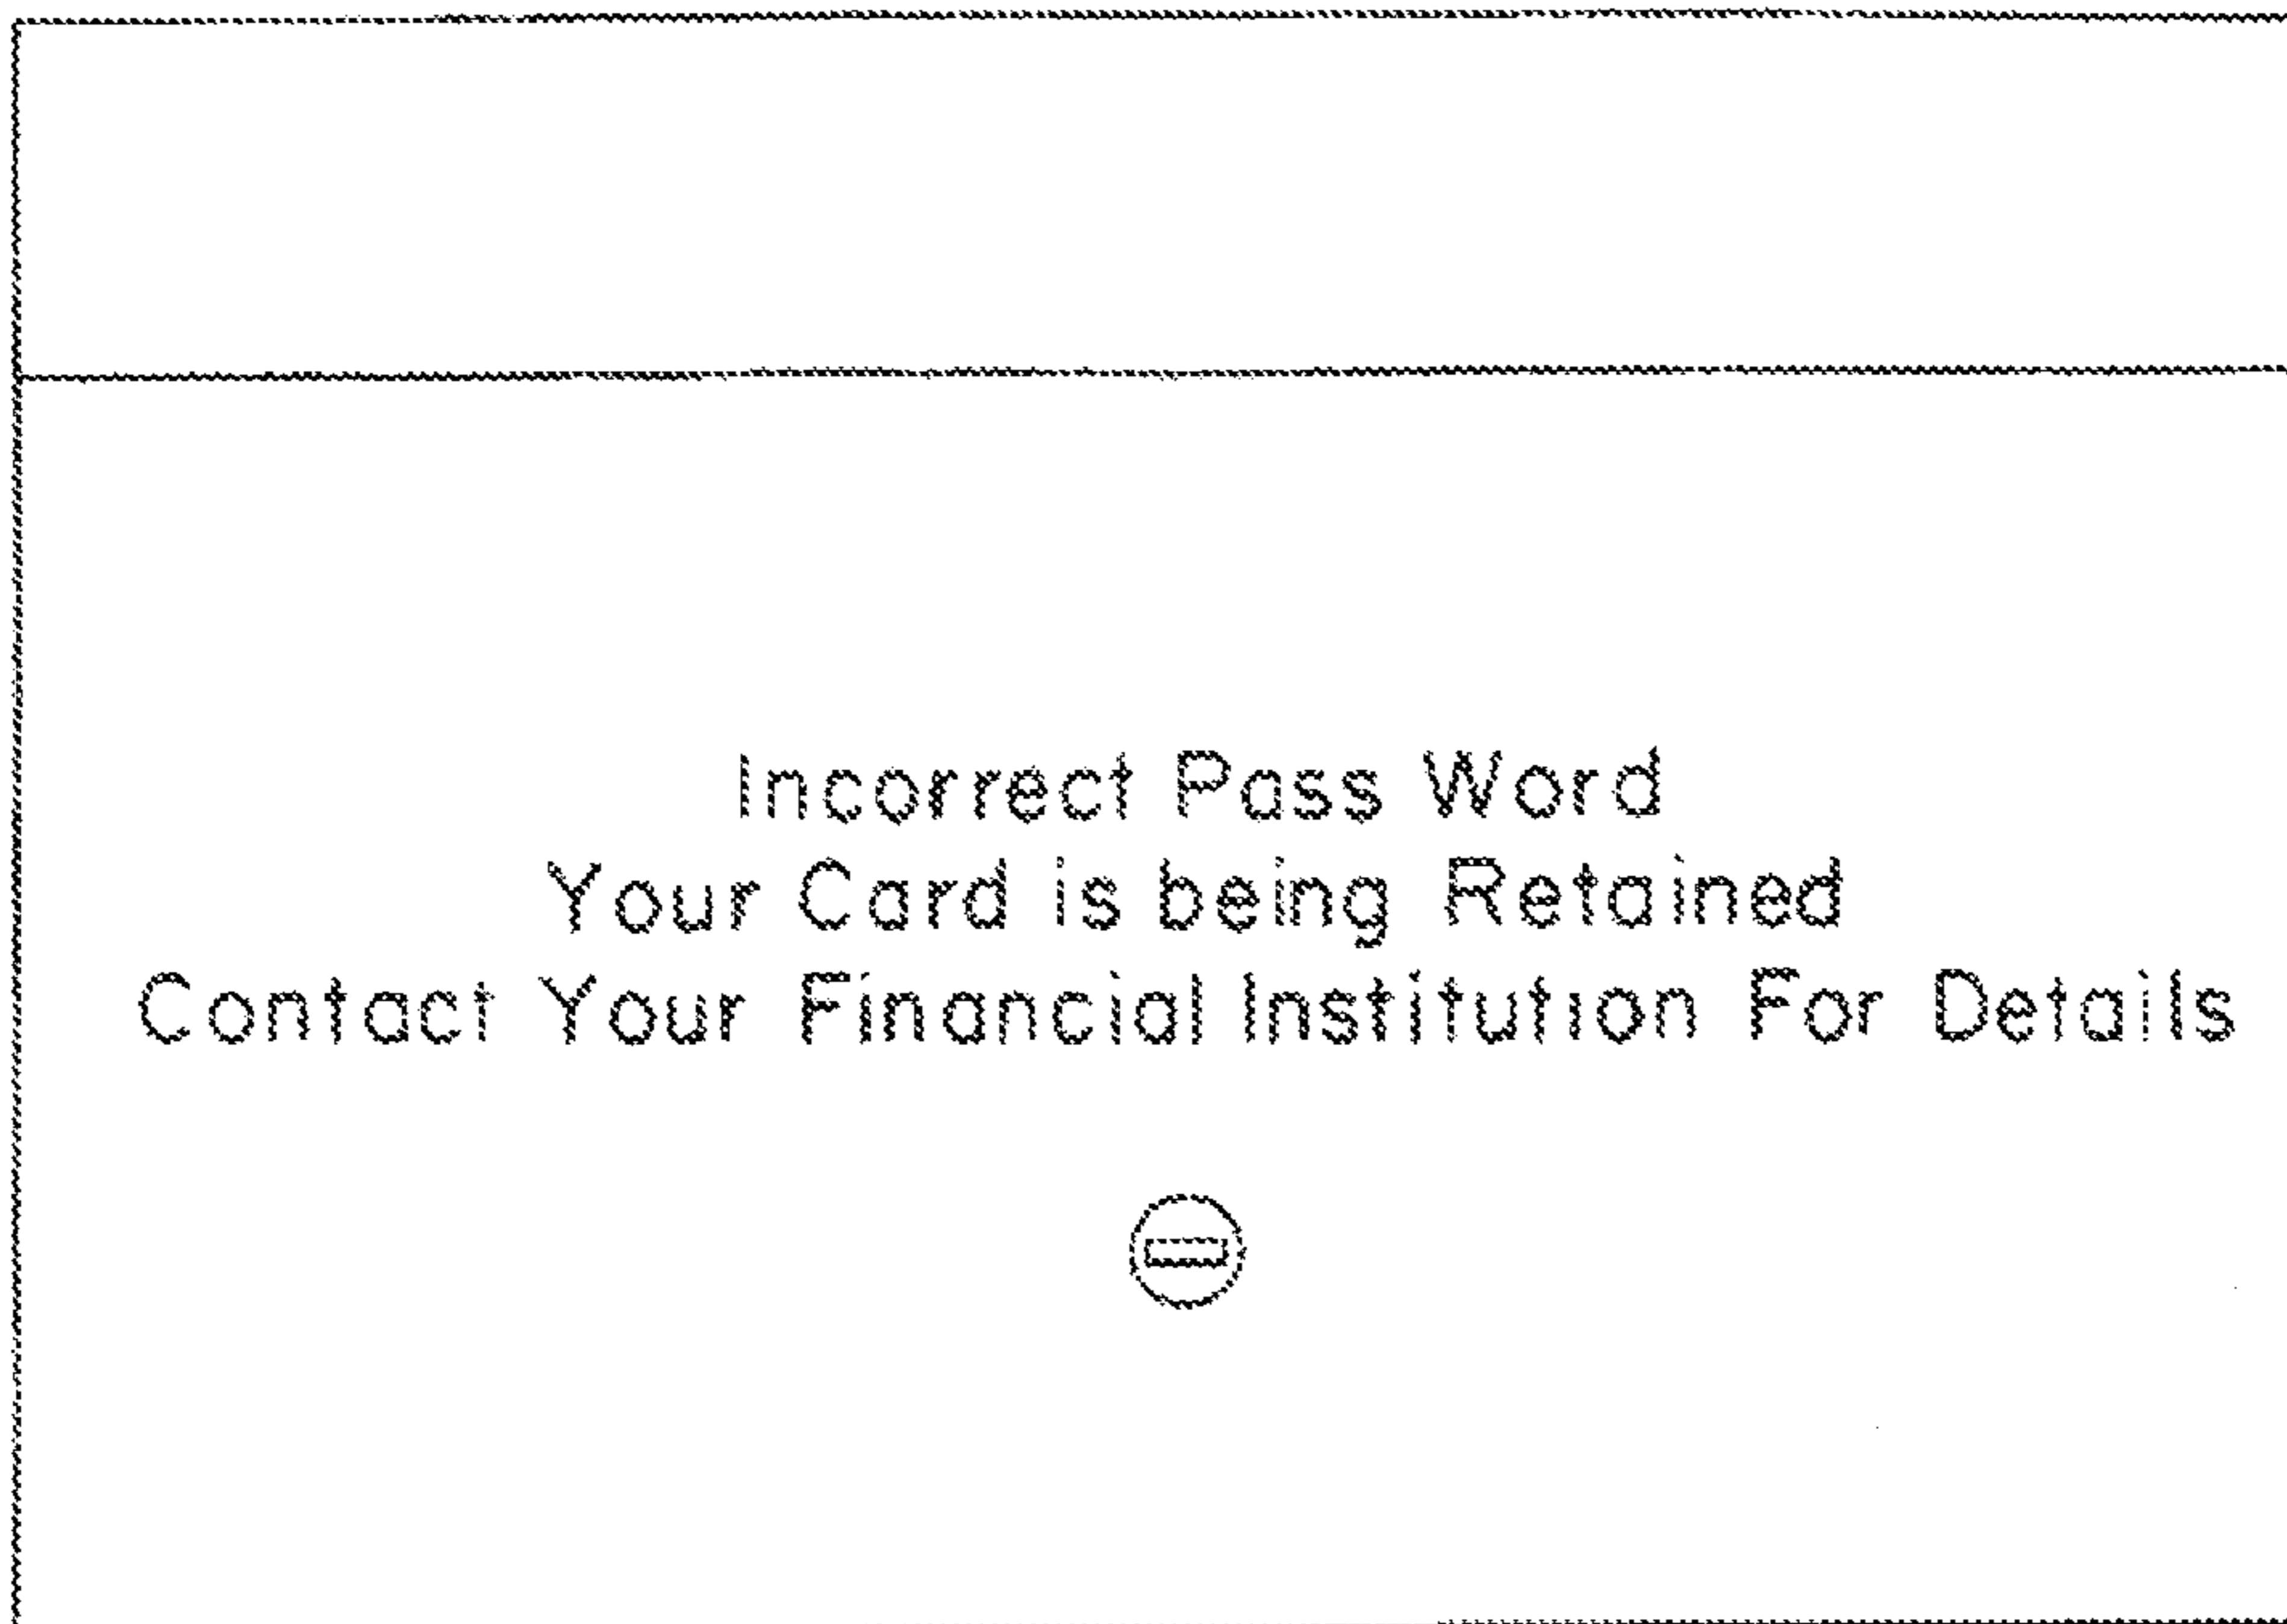 Incorrect Pass Word
Your Card is being Retained
Contact Your Financial Institution For Details